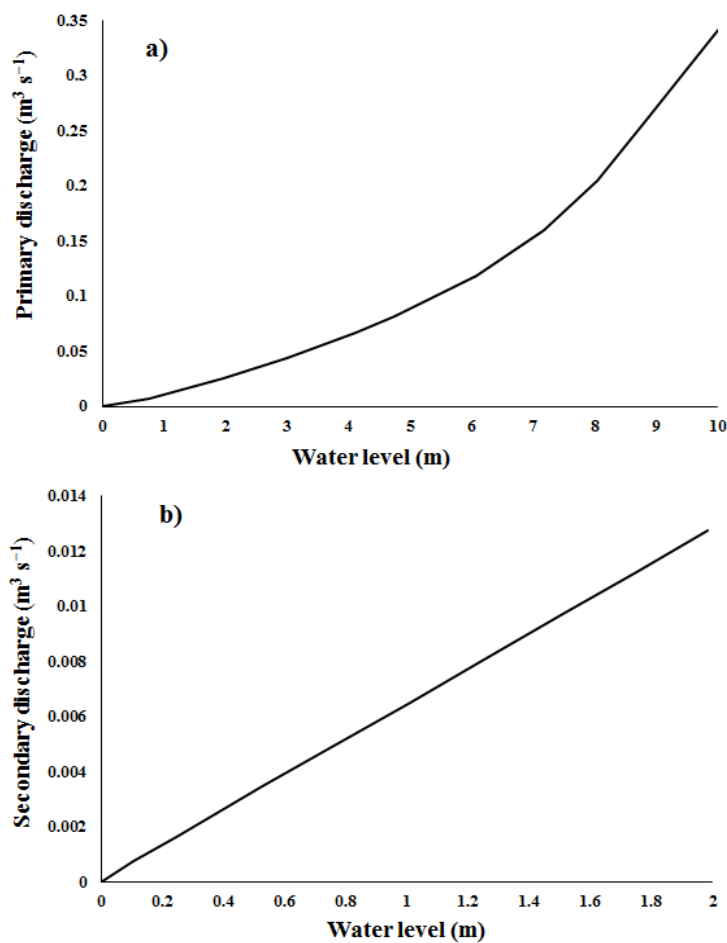 a)
Primary discharge (m³ s⁻¹)
0.35
0.3
0.25
0.2
0.15
0.1
0.05
0
0 1 2 3 4 5 6 7 8 9 10
Water level (m)
b)
Secondary discharge (m³ s⁻¹)
0.014
0.012
0.01
0.008
0.006
0.004
0.002
0
0 0.2 0.4 0.6 0.8 1 1.2 1.4 1.6 1.8 2
Water level (m)